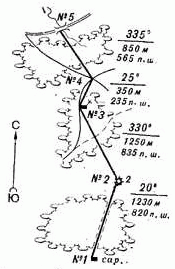 №5
335°
850 м
565 п. ш.
№4
25°
350 м
235 п. ш.
№3
330°
1250 м
835 п. ш.
С
Ю
№2
2
20°
1230 м
820 п. ш.
№1
сар.